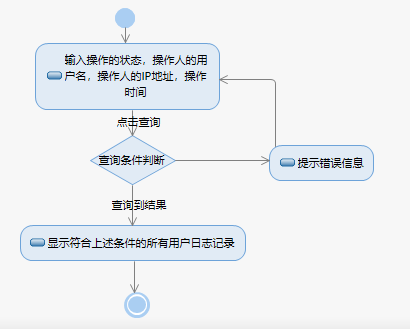 输入操作的状态，操作人的用
户名，操作人的IP地址，操作
时间
点击查询
查询条件判断
提示错误信息
查询到结果
显示符合上述条件的所有用户日志记录